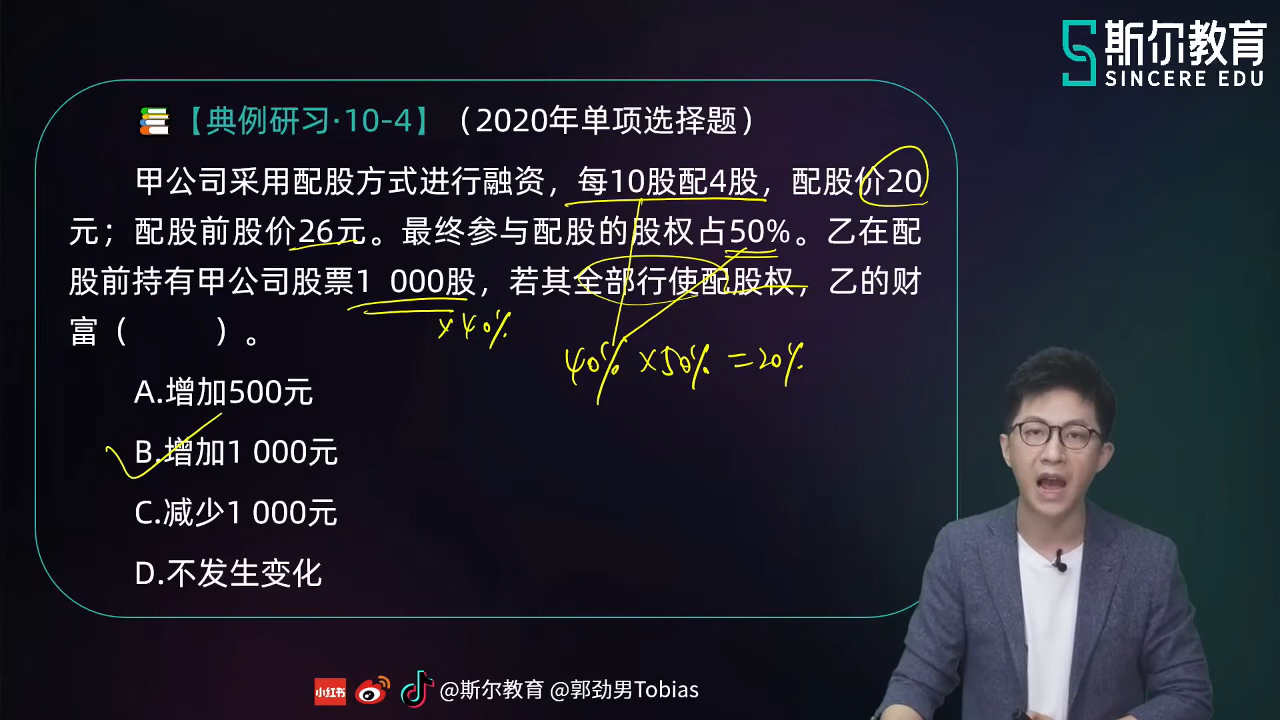 斯尔教育
SINCERE EDU
【典例研习·10-4】（2020年单项选择题）
甲公司采用配股方式进行融资，每10股配4股，配股价20
元；配股前股价26元。最终参与配股的股权占50%。乙在配
股前持有甲公司股票1 000股，若其全部行使配股权，乙的财
富（ ）。
×40%
40% ×50% =20%
A.增加500元
B.增加1 000元
C.减少1 000元
D.不发生变化
小红书 @斯尔教育 @郭劲男Tobias